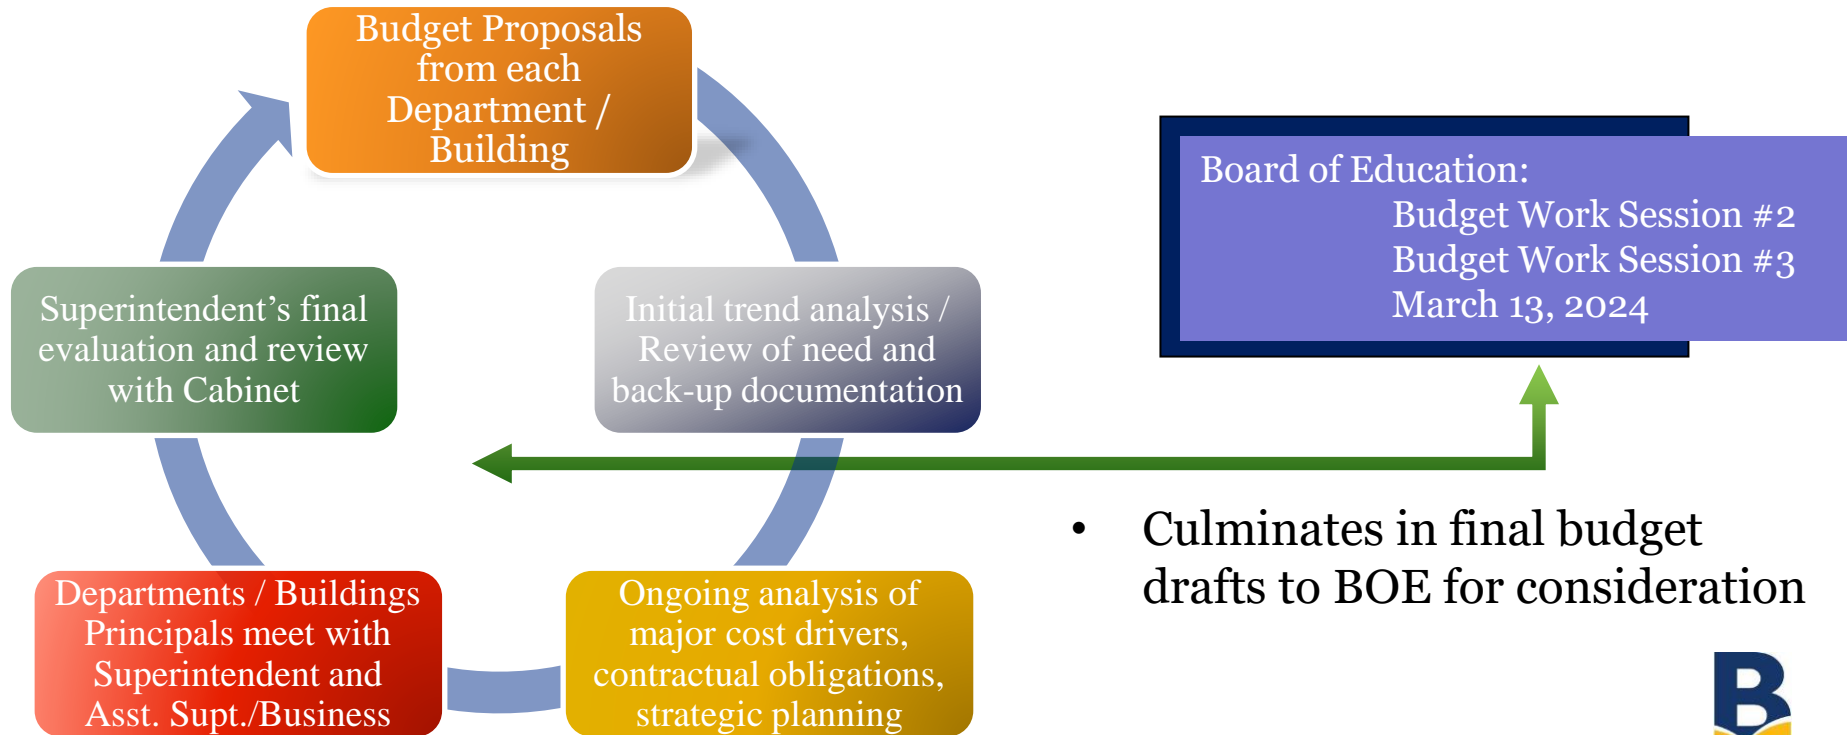 Budget Proposals
from each
Department /
Building
Board of Education:
Budget Work Session #2
Budget Work Session #3
March 13, 2024
Superintendent’s final
evaluation and review
with Cabinet
Initial trend analysis /
Review of need and
back-up documentation
• Culminates in final budget
drafts to BOE for consideration
Departments / Buildings
Principals meet with
Superintendent and
Asst. Supt./Business
Ongoing analysis of
major cost drivers,
contractual obligations,
strategic planning
B